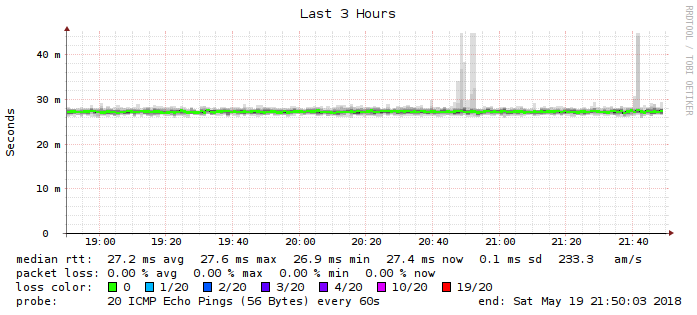 Last 3 Hours
RRDTOOL / TOBI OETIKER
Seconds
40 m
30 m
20 m
10 m
0
19:00 19:20 19:40 20:00 20:20 20:40 21:00 21:20 21:40
median rtt: 27.2 ms avg 27.6 ms max 26.9 ms min 27.4 ms now 0.1 ms sd 233.3 am/s
packet loss: 0.00 % avg 0.00 % max 0.00 % min 0.00 % now
loss color: 0 1/20 2/20 3/20 4/20 10/20 19/20
probe: 20 ICMP Echo Pings (56 Bytes) every 60s end: Sat May 19 21:50:03 2018